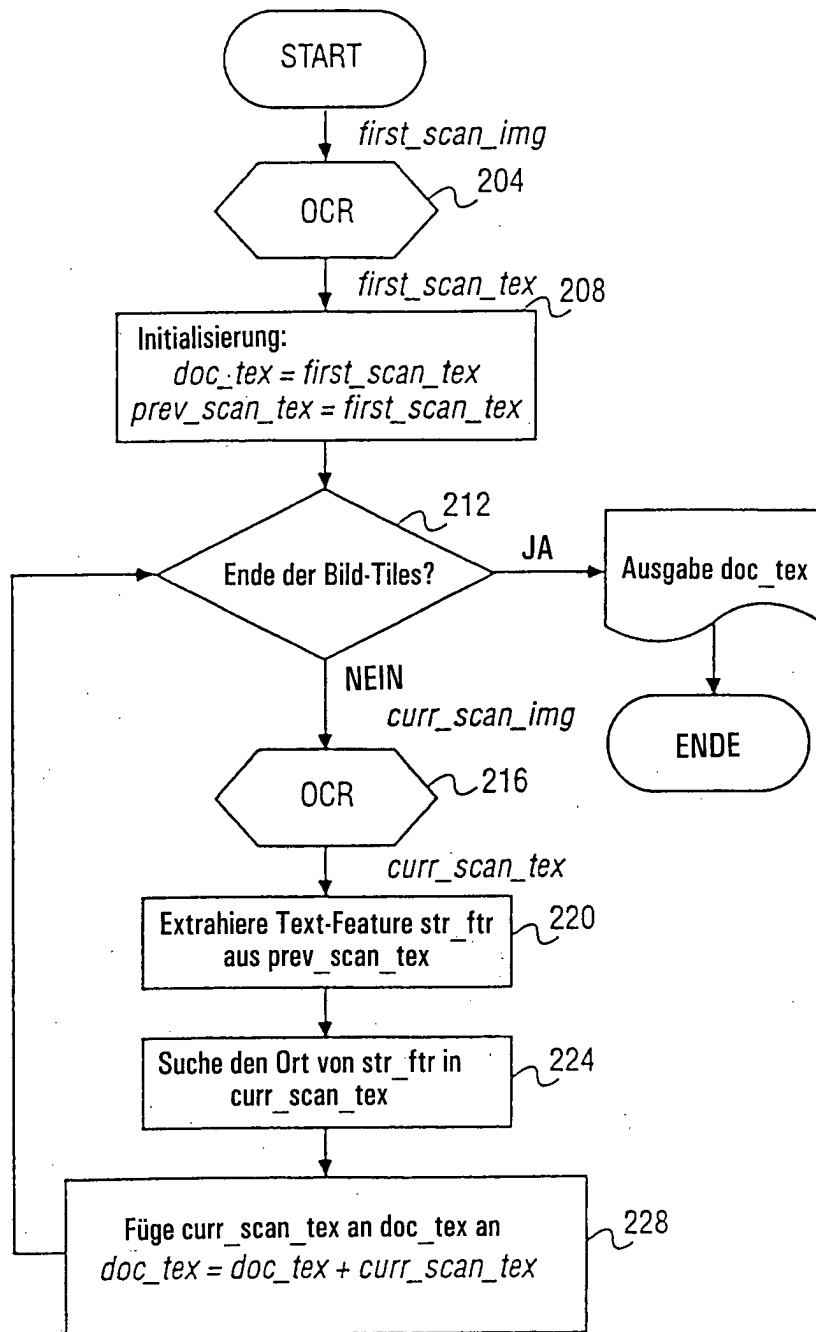 START
first_scan_img
OCR
204
first_scan_tex
208
Initialisierung:
doc_tex = first_scan_tex
prev_scan_tex = first_scan_tex
212
Ende der Bild-Tiles?
JA
Ausgabe doc_tex
NEIN
curr_scan_img
ENDE
OCR
216
curr_scan_tex
Extrahiere Text-Feature str_ftr
aus prev_scan_tex
220
Suche den Ort von str_ftr in
curr_scan_tex
224
Füge curr_scan_tex an doc_tex an
doc_tex = doc_tex + curr_scan_tex
228